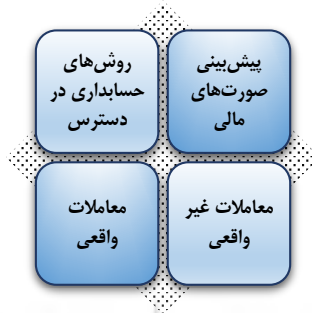 پیش‌بینی
صورت‌های
مالی
روش‌های
حسابداری در
دسترس
معاملات غیر
واقعی
معاملات
واقعی